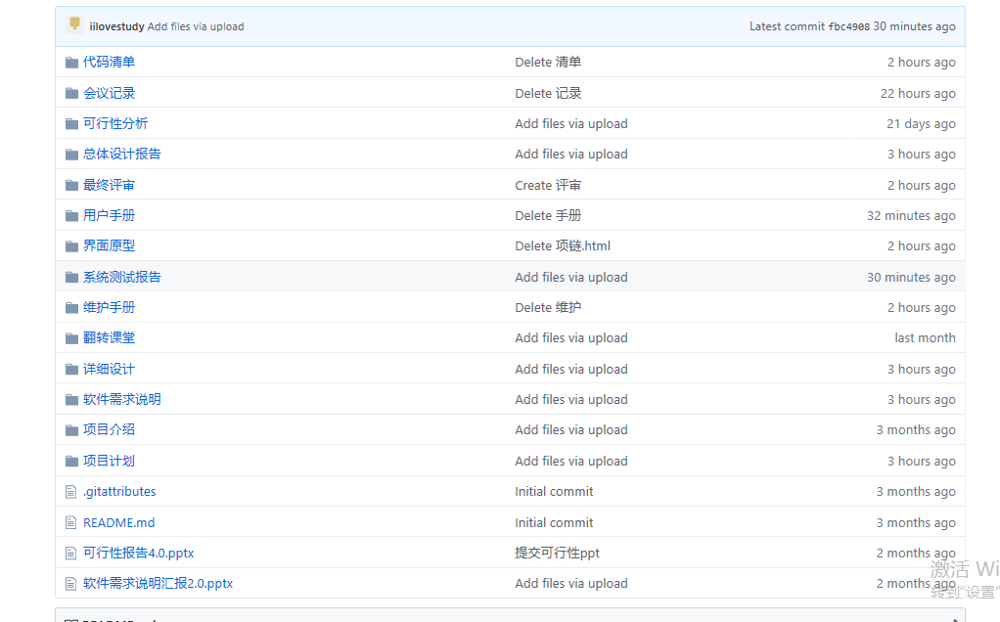 iilovestudy Add files via upload Latest commit fbc4908 30 minutes ago
代码清单 Delete 清单 2 hours ago
会议记录 Delete 记录 22 hours ago
可行性分析 Add files via upload 21 days ago
总体设计报告 Add files via upload 3 hours ago
最终评审 Create 评审 2 hours ago
用户手册 Delete 手册 32 minutes ago
界面原型 Delete 项链.html 2 hours ago
系统测试报告 Add files via upload 30 minutes ago
维护手册 Delete 维护 2 hours ago
翻转课堂 Add files via upload last month
详细设计 Add files via upload 3 hours ago
软件需求说明 Add files via upload 3 hours ago
项目介绍 Add files via upload 3 months ago
项目计划 Add files via upload 3 hours ago
.gitattributes Initial commit 3 months ago
README.md Initial commit 3 months ago
可行性报告4.0.pptx 提交可行性ppt 2 months ago
激活 Wi
软件需求说明汇报2.0.pptx Add files via upload 2 months ago
转到"设置"